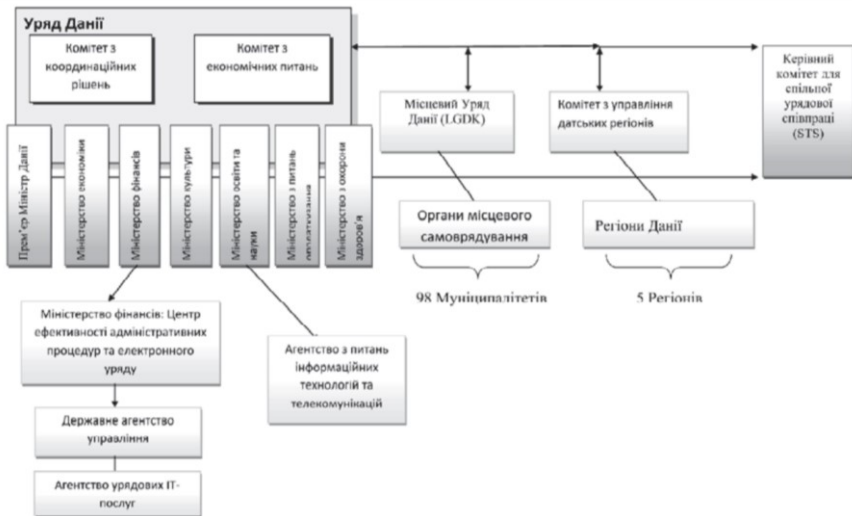 Уряд Данії
Комітет з
координаційних
рішень
Комітет з
економічних питань
Керівний
комітет для
спільної
урядової
співпраці
(STS)
Місцевий Уряд
Данії (LGDK)
Комітет з управління
датських регіонів
Прем'єр Міністр Данії
Міністерство економіки
Міністерство фінансів
Міністерство культури
Міністерство освіти та
науки
Міністерство з питань
оподаткування
Міністерство з охорони
здоров'я
Органи місцевого
самоврядування
Регіони Данії
98 Муніципалітетів
5 Регіонів
Міністерство фінансів: Центр
ефективності адміністративних
процедур та електронного
уряду
Агентство з питань
інформаційних
технологій та
телекомунікацій
Державне агентство
управління
Агентство урядових ІТ-
послуг